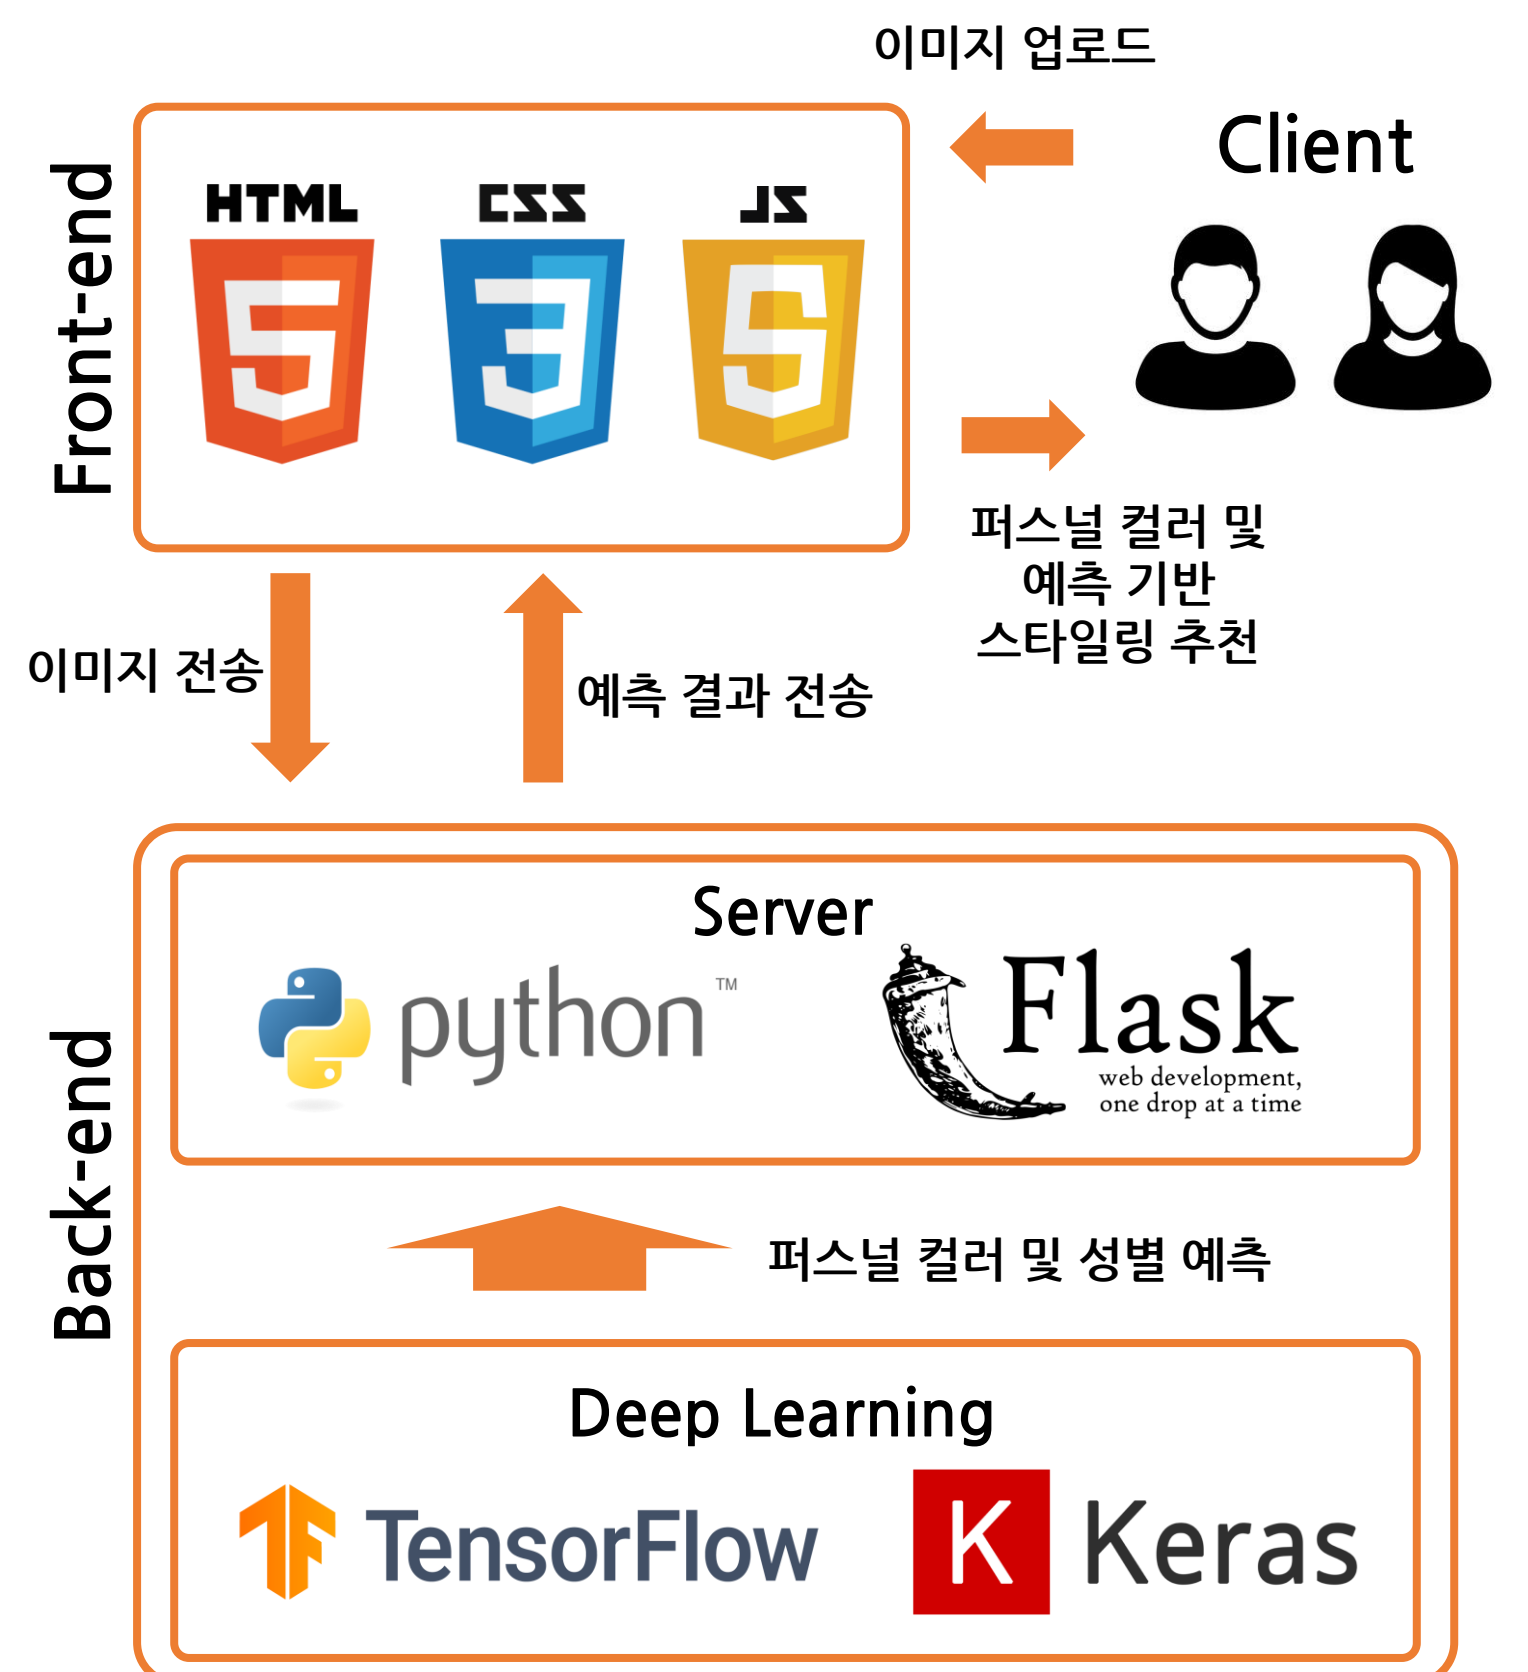 이미지 업로드
Client
Front-end
HTML
CSS
JS
5
3
5
퍼스널 컬러 및
예측 기반
스타일링 추천
이미지 전송
예측 결과 전송
Back-end
Server
python™
Flask
web development,
one drop at a time
퍼스널 컬러 및 성별 예측
Deep Learning
TensorFlow
K Keras